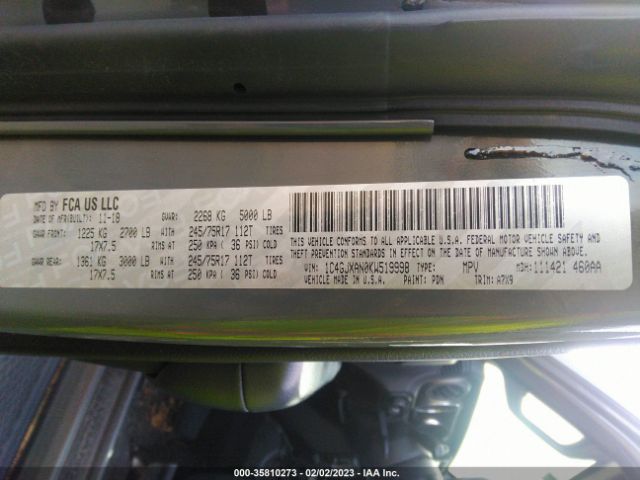 MFD BY FCA US LLC
DATE OF MFR(BUILT): 11-18 GVWR: 2268 KG 5000 LB
GAWR FRONT: 1225 KG 2700 LB WITH 245/75R17 112T TIRES
17X7.5 RIMS AT 250 KPA ( 36 PSI) COLD
GAWR REAR: 1361 KG 3000 LB WITH 245/75R17 112T TIRES
17X7.5 RIMS AT 250 KPA ( 36 PSI) COLD
THIS VEHICLE CONFORMS TO ALL APPLICABLE U.S.A. FEDERAL MOTOR VEHICLE SAFETY AND
THEFT PREVENTION STANDARDS IN EFFECT ON THE DATE OF MANUFACTURE SHOWN ABOVE.
VIN: 1C4GJXAN0KW519998 TYPE: MPV MDH: 111421 460AA
VEHICLE MADE IN U.S.A. PAINT: PDN TRIM: A7X9
000-35810273 - 02/02/2023 - IAA Inc.